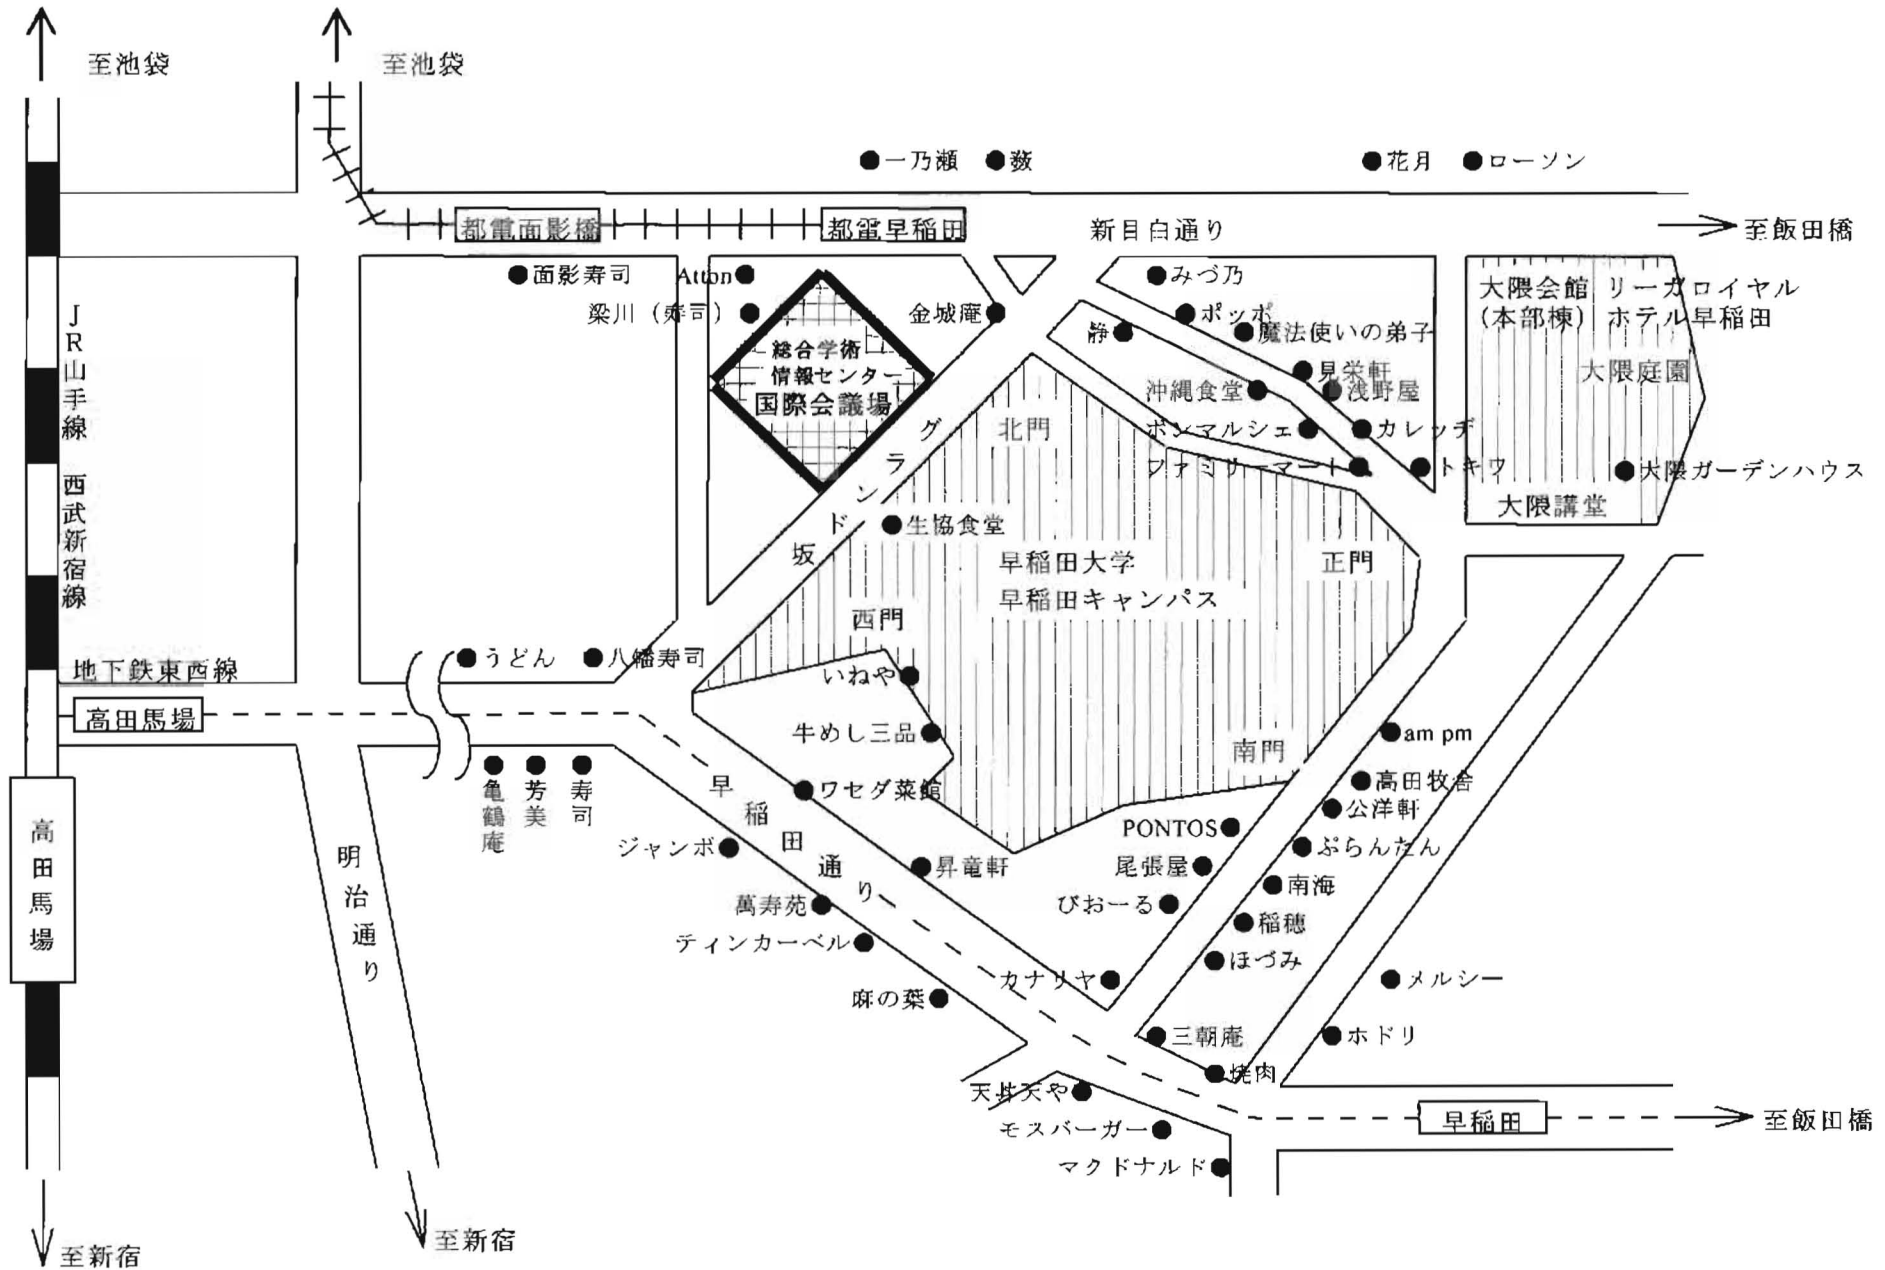 至池袋
至池袋
一乃瀬
薮
花月
ローソン
都電面影橋
都電早稲田
新目白通り
至飯田橋
面影寿司
Atton
梁川（寿司）
金城庵
みづ乃
ポッポ
静
魔法使いの弟子
見栄軒
沖縄食堂
浅野屋
ボンマルシェ
カレッヂ
ファミリーマート
トキワ
大隈会館
(本部棟)
リーガロイヤル
ホテル早稲田
大隈庭園
大隈ガーデンハウス
大隈講堂
総合学術
情報センター
国際会議場
グランド坂
北門
生協食堂
早稲田大学
早稲田キャンパス
正門
西門
南門
JR山手線 西武新宿線
地下鉄東西線
高田馬場
高田馬場
うどん
八幡寿司
亀鶴庵
芳美
寿司
いねや
牛めし三品
ワセダ菜館
早稲田通り
ジャンボ
昇竜軒
萬寿苑
ティンカーベル
麻の葉
カナリヤ
PONTOS
尾張屋
びおーる
am pm
高田牧舎
公洋軒
ぷらんたん
南海
稲穂
ほづみ
メルシー
三朝庵
ホドリ
焼肉
天丼天や
モスバーガー
マクドナルド
早稲田
至飯田橋
明治通り
至新宿
至新宿